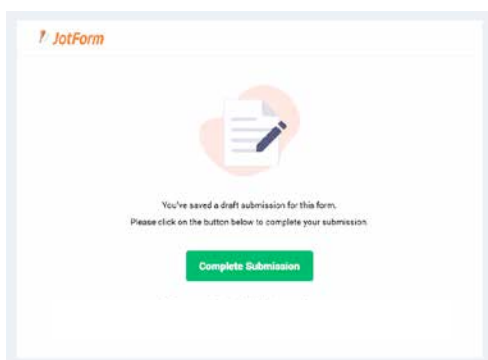 JotForm
You've saved a draft submission for this form.
Please click on the button below to complete your submission.
Complete Submission